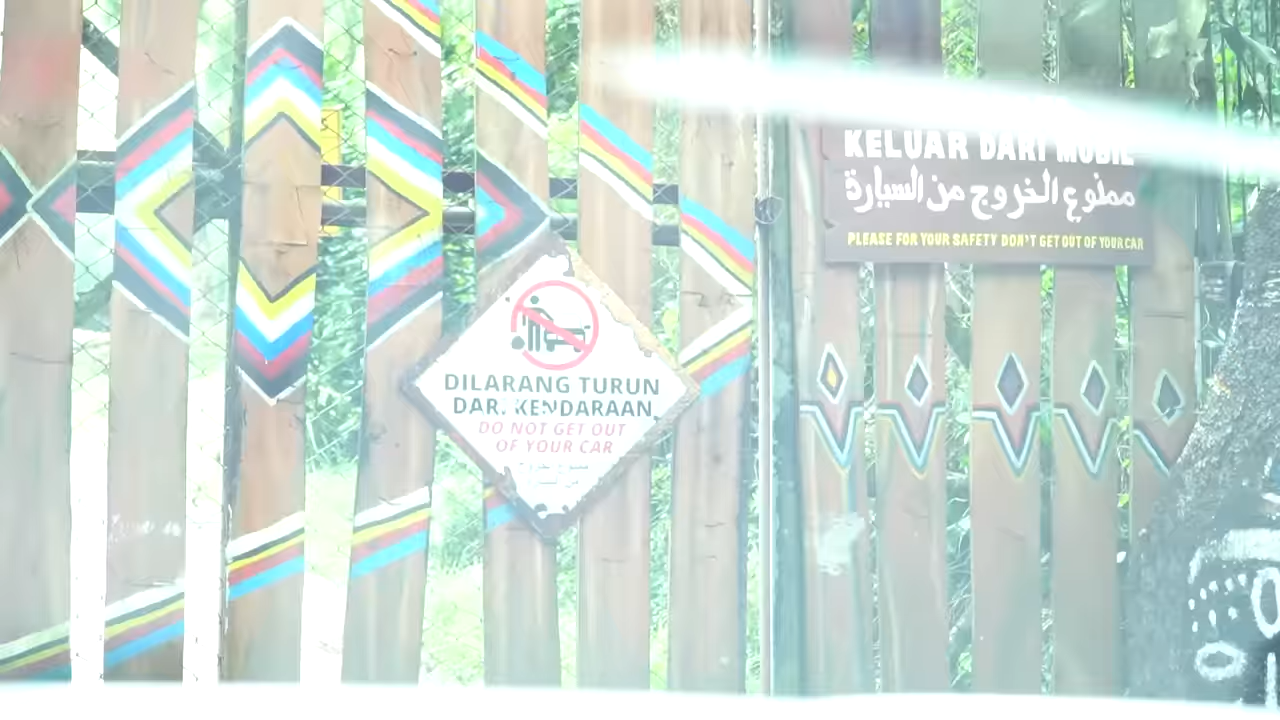 DILARANG TURUN
DARI KENDARAAN
DO NOT GET OUT
OF YOUR CAR
KELUAR DARI MOBIL
ممنوع الخروج من السيارة
PLEASE FOR YOUR SAFETY DON'T GET OUT OF YOUR CAR